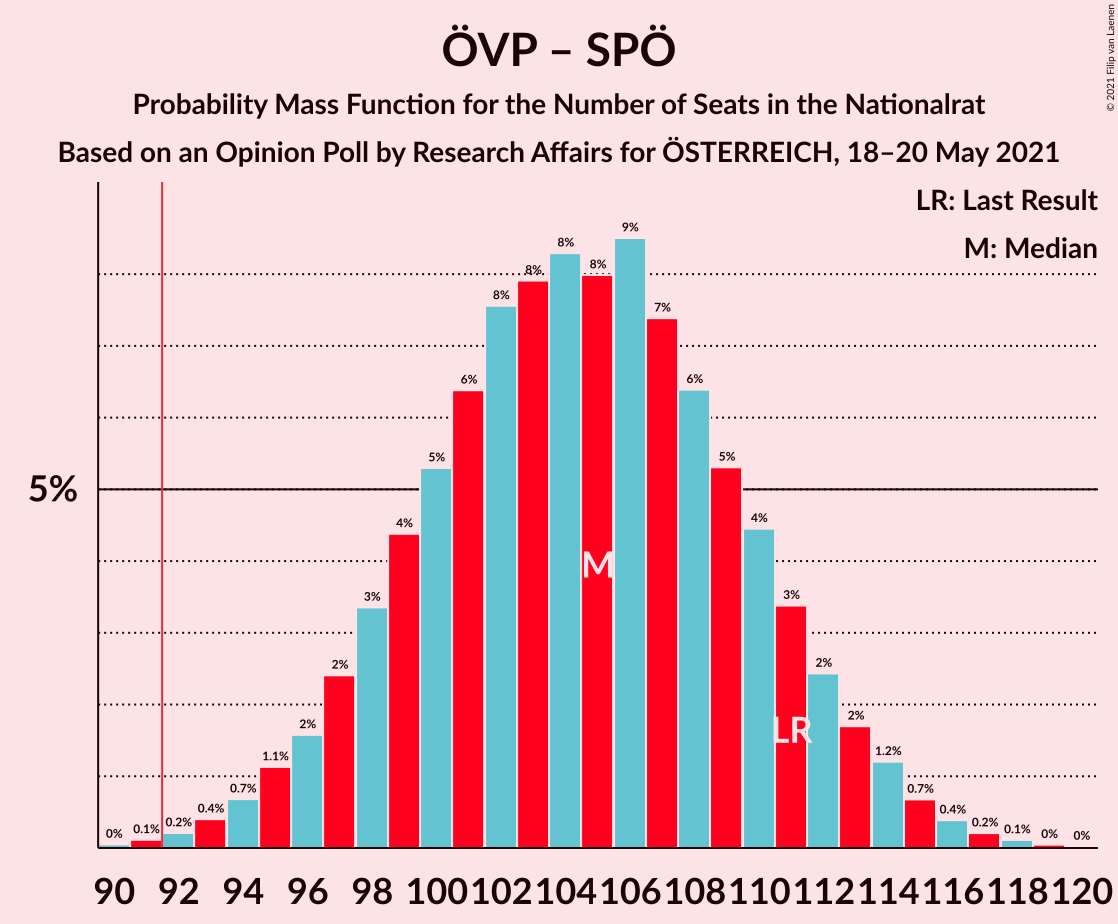 ÖVP – SPÖ
Probability Mass Function for the Number of Seats in the Nationalrat
Based on an Opinion Poll by Research Affairs for ÖSTERREICH, 18–20 May 2021
© 2021 Filip van Laenen
LR: Last Result
M: Median
5%
0% 0.1% 0.2% 0.4% 0.7% 1.1% 2% 2% 3% 4% 5% 6% 8% 8% 8% 8% 9% 7% 6% 5% 4% 3% 2% 2% 1.2% 0.7% 0.4% 0.2% 0.1% 0% 0%
M
LR
90 92 94 96 98 100 102 104 106 108 110 112 114 116 118 120